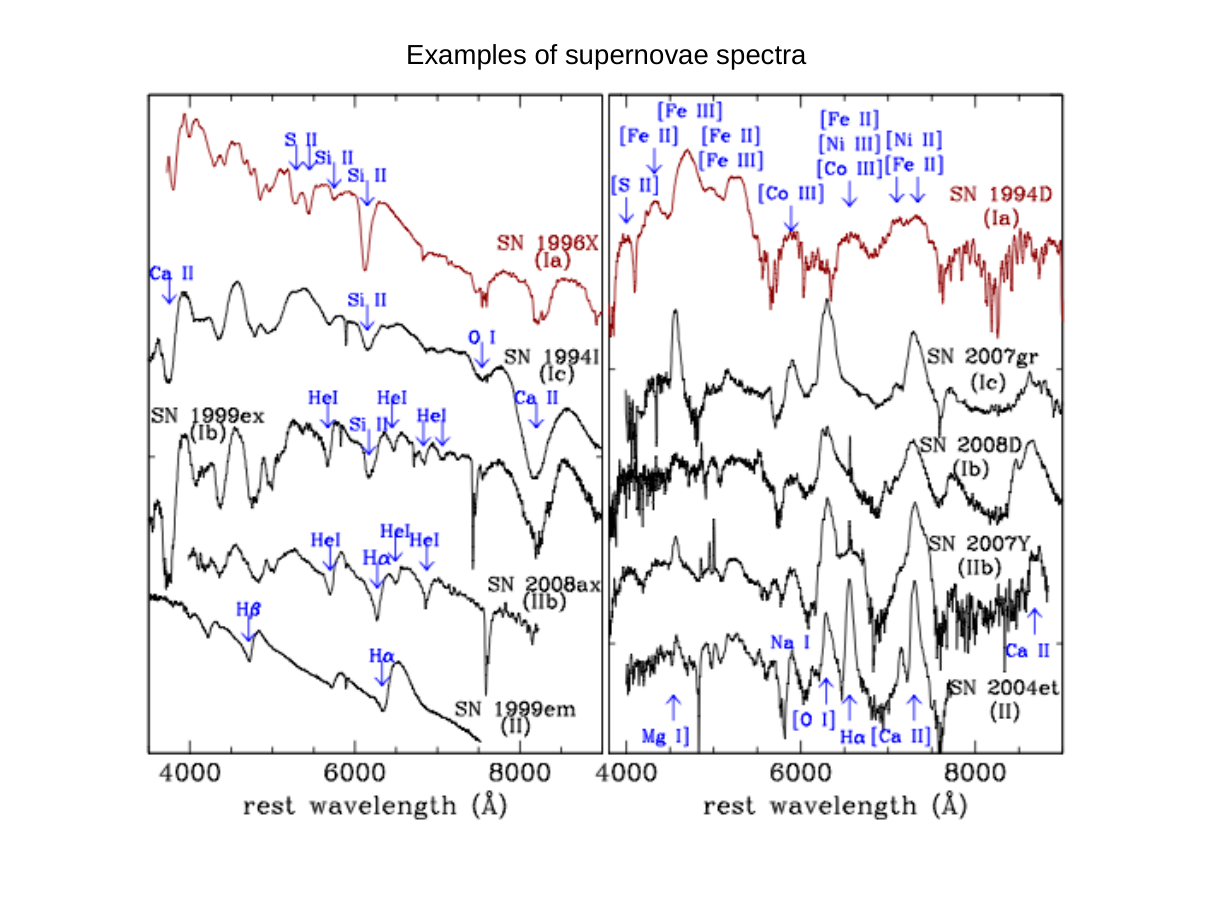 Examples of supernovae spectra
S II
Si II
Si II
SN 1996X
(Ia)
Ca II
Si II
O I
SN 1994I
(Ic)
Ca II
SN 1999ex
(Ib)
HeI
HeI
Si II
HeI
HeI
HeI
HeI
Hα
SN 2008ax
(IIb)
Hβ
Hα
SN 1999em
(II)
4000
6000
8000
rest wavelength (Å)
[Fe III]
[Fe II]
[Fe II]
[Fe III]
[S II]
[Co III]
[Fe II]
[Ni III]
[Co III]
[Ni II]
[Fe II]
SN 1994D
(Ia)
SN 2007gr
(Ic)
SN 2008D
(Ib)
SN 2007Y
(IIb)
Ca II
Na I
SN 2004et
(II)
Mg I]
[O I]
Hα
[Ca II]
4000
6000
8000
rest wavelength (Å)